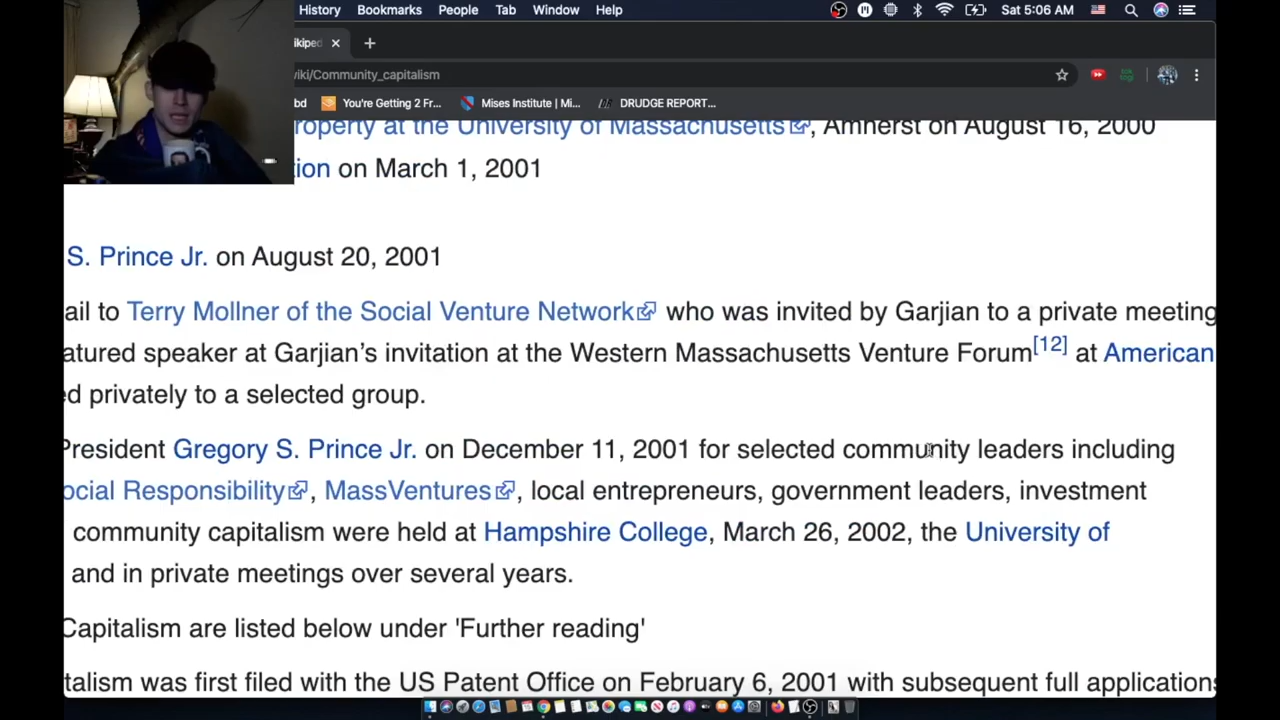 History Bookmarks People Tab Window Help Sat 5:06 AM
ikiped
iki/Community_capitalism
bd You're Getting 2 Fr... Mises Institute | Mi... DRUDGE REPORT...
roperty at the University of Massachusetts, Amherst on August 16, 2000
tion on March 1, 2001
S. Prince Jr. on August 20, 2001
ail to Terry Mollner of the Social Venture Network who was invited by Garjian to a private meeting
atured speaker at Garjian's invitation at the Western Massachusetts Venture Forum[12] at American
ed privately to a selected group.
President Gregory S. Prince Jr. on December 11, 2001 for selected community leaders including
ocial Responsibility, MassVentures, local entrepreneurs, government leaders, investment
community capitalism were held at Hampshire College, March 26, 2002, the University of
and in private meetings over several years.
Capitalism are listed below under 'Further reading'
talism was first filed with the US Patent Office on February 6, 2001 with subsequent full applications